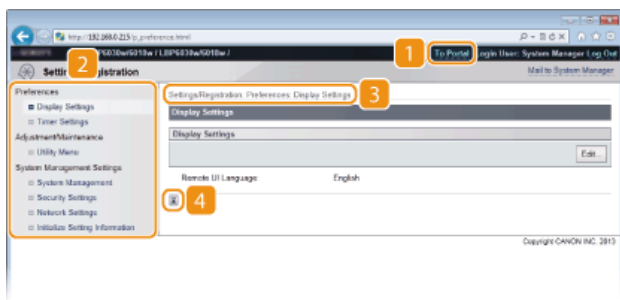 http://192.168.0.215/p_preference.html
P6030w/6018w / LBP6030w/6018w /
To Portal Login User: System Manager Log Out
1
2
Settin gistration
Mail to System Manager
Preferences
Display Settings
Timer Settings
Adjustment/Maintenance
Utility Menu
System Management Settings
System Management
Security Settings
Network Settings
Initialize Setting Information
Settings/Registration: Preferences: Display Settings
3
Display Settings
Display Settings
Edit...
Remote UI Language
English
4
Copyright CANON INC. 2013